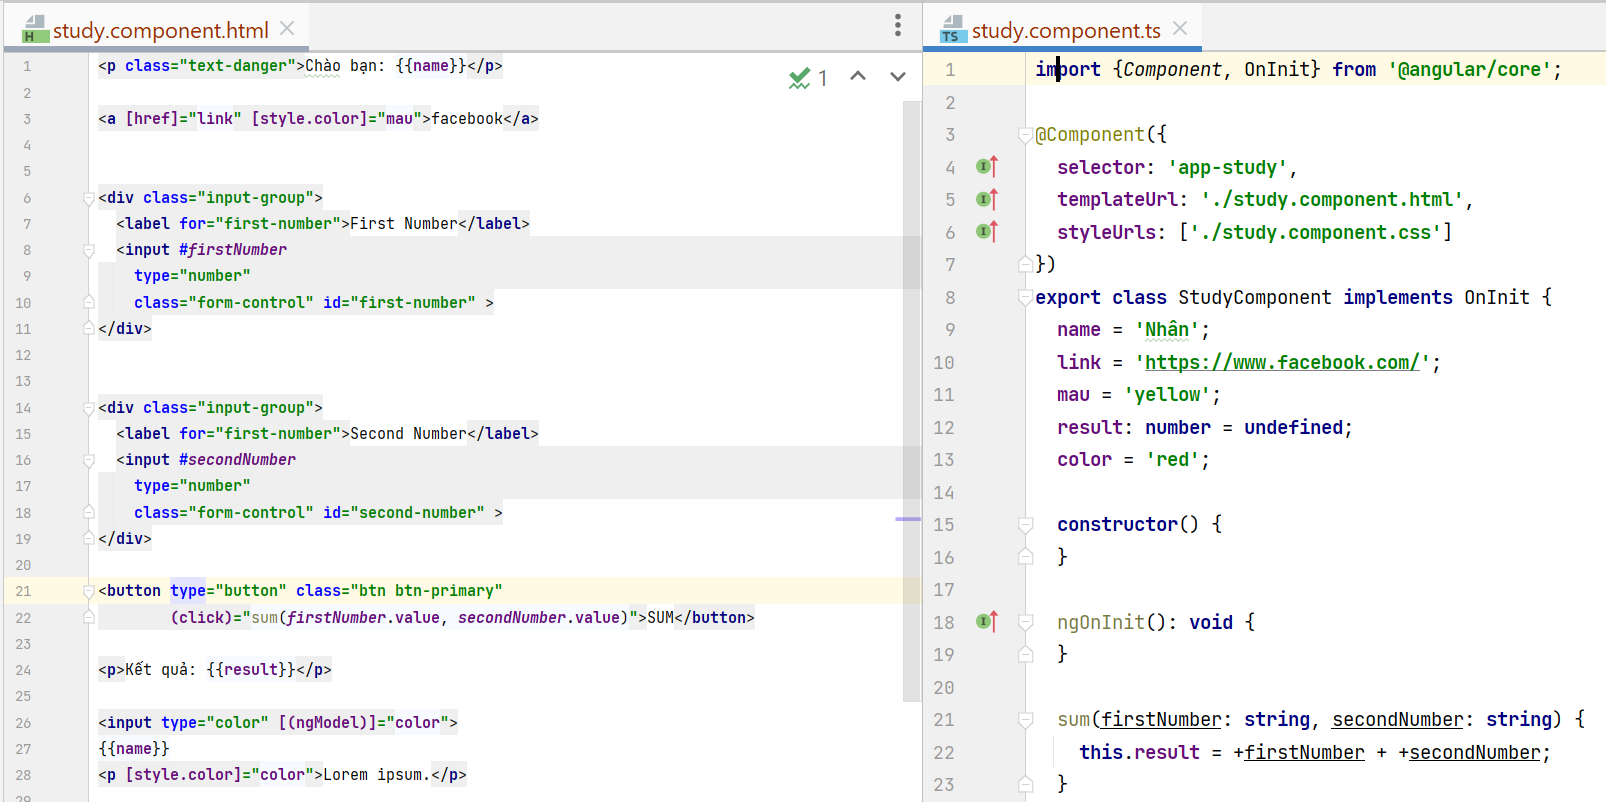 study.component.html
1 <p class="text-danger">Chào bạn: {{name}}</p>
2
3 <a [href]="link" [style.color]="mau">facebook</a>
4
5
6 <div class="input-group">
7 <label for="first-number">First Number</label>
8 <input #firstNumber
9 type="number"
10 class="form-control" id="first-number" >
11 </div>
12
13
14 <div class="input-group">
15 <label for="first-number">Second Number</label>
16 <input #secondNumber
17 type="number"
18 class="form-control" id="second-number" >
19 </div>
20
21 <button type="button" class="btn btn-primary"
22 (click)="sum(firstNumber.value, secondNumber.value)">SUM</button>
23
24 <p>Kết quả: {{result}}</p>
25
26 <input type="color" [(ngModel)]="color">
27 {{name}}
28 <p [style.color]="color">Lorem ipsum.</p>
29
1
study.component.ts
1 import {Component, OnInit} from '@angular/core';
2
3 @Component({
4 selector: 'app-study',
5 templateUrl: './study.component.html',
6 styleUrls: ['./study.component.css']
7 })
8 export class StudyComponent implements OnInit {
9 name = 'Nhân';
10 link = 'https://www.facebook.com/';
11 mau = 'yellow';
12 result: number = undefined;
13 color = 'red';
14
15 constructor() {
16 }
17
18 ngOnInit(): void {
19 }
20
21 sum(firstNumber: string, secondNumber: string) {
22 this.result = +firstNumber + +secondNumber;
23 }